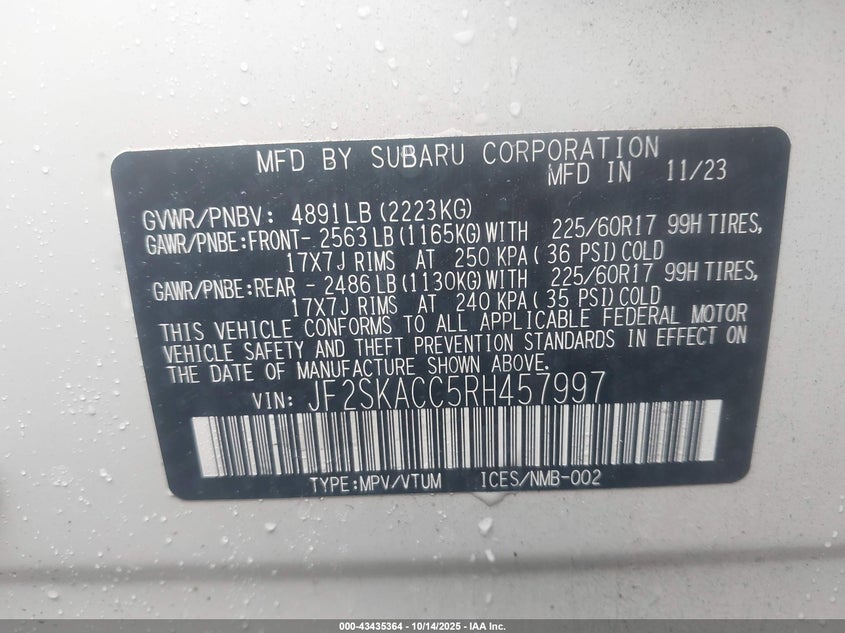 MFD BY SUBARU CORPORATION
MFD IN 11/23
GVWR/PNBV: 4891LB(2223KG)
GAWR/PNBE:FRONT- 2563LB(1165KG)WITH 225/60R17 99H TIRES,
17X7J RIMS AT 250 KPA( 36 PSI)COLD
GAWR/PNBE:REAR - 2486LB(1130KG)WITH 225/60R17 99H TIRES,
17X7J RIMS AT 240 KPA( 35 PSI)COLD
THIS VEHICLE CONFORMS TO ALL APPLICABLE FEDERAL MOTOR
VEHICLE SAFETY AND THEFT PREVENTION STANDARDS IN EFFECT ON
THE DATE OF MANUFACTURE SHOWN ABOVE.
VIN: JF2SKACC5RH457997
TYPE:MPV/VTUM ICES/NMB-002
000-43435364 - 10/14/2025 - IAA Inc.